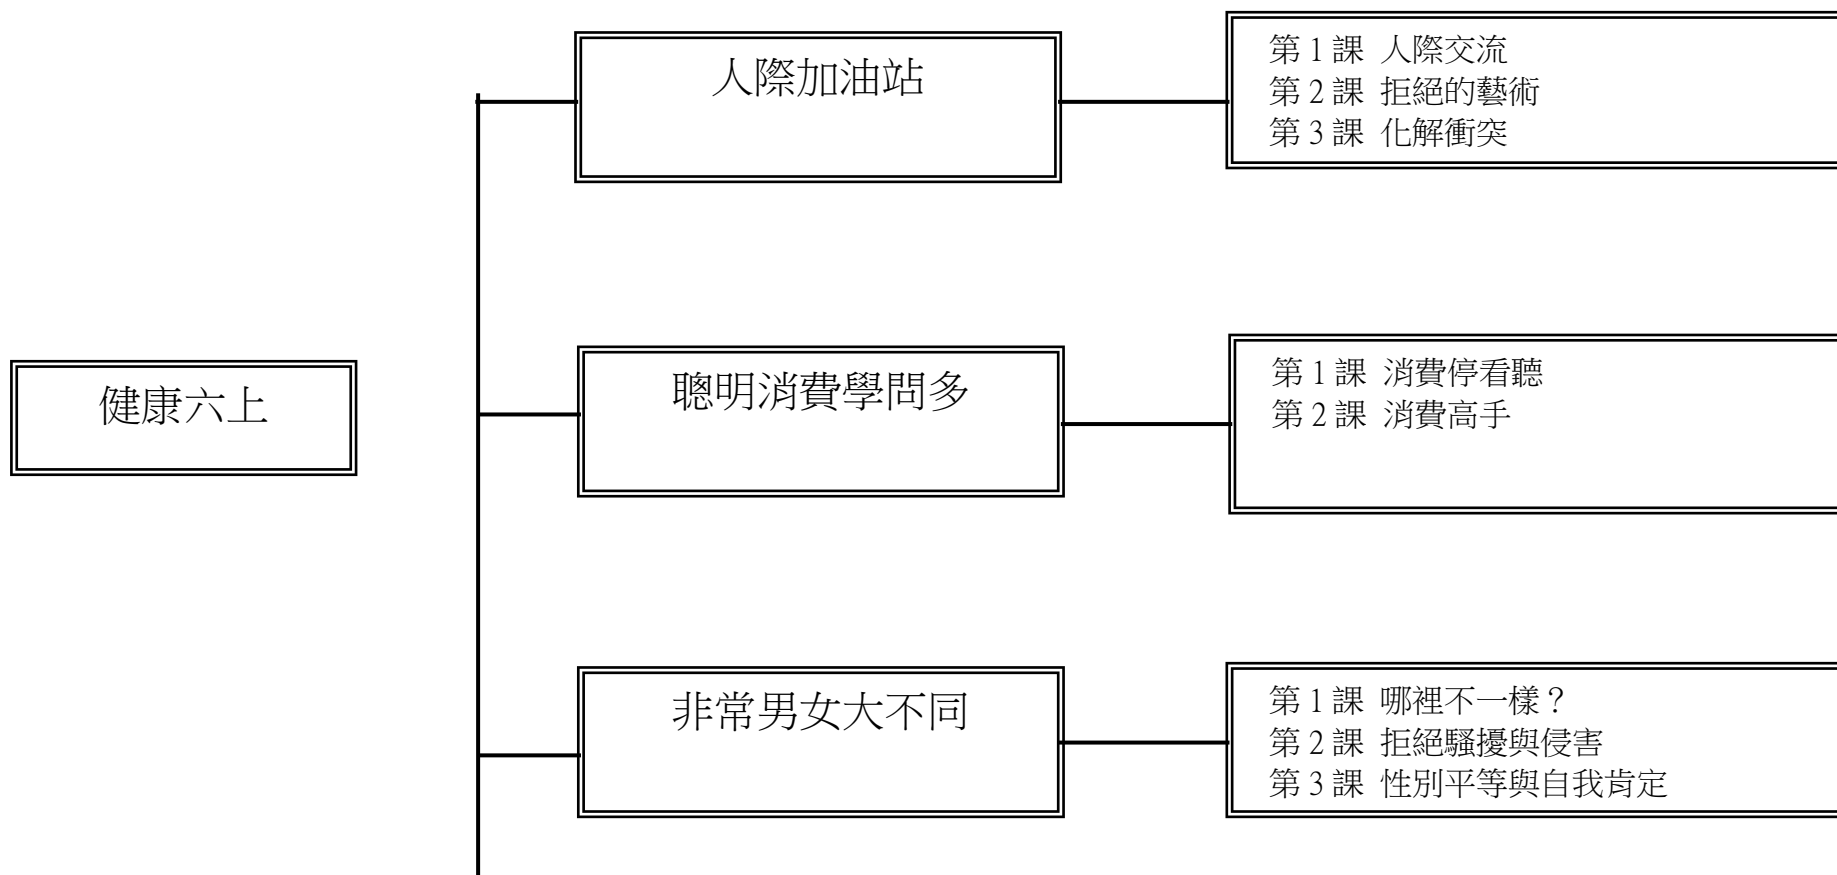 健康六上
人際加油站
第 1 課 人際交流
第 2 課 拒絕的藝術
第 3 課 化解衝突
聰明消費學問多
第 1 課 消費停看聽
第 2 課 消費高手
非常男女大不同
第 1 課 哪裡不一樣？
第 2 課 拒絕騷擾與侵害
第 3 課 性別平等與自我肯定